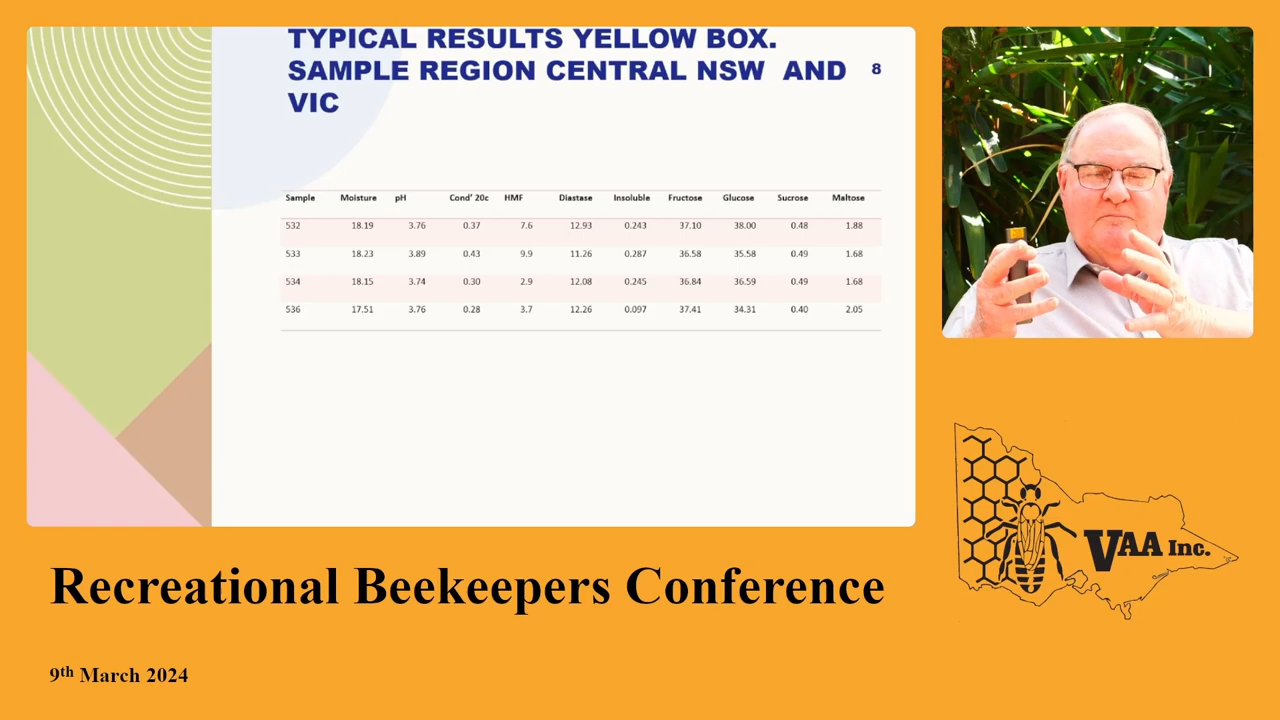 TYPICAL RESULTS YELLOW BOX.
SAMPLE REGION CENTRAL NSW AND
VIC
8
Sample Moisture pH Cond' 20c HMF Diastase Insoluble Fructose Glucose Sucrose Maltose
532 18.19 3.76 0.37 7.6 12.93 0.243 37.10 38.00 0.48 1.88
533 18.23 3.89 0.43 9.9 11.26 0.287 36.58 35.58 0.49 1.68
534 18.15 3.74 0.30 2.9 12.08 0.245 36.84 36.59 0.49 1.68
536 17.51 3.76 0.28 3.7 12.26 0.097 37.41 34.31 0.40 2.05
VAA Inc.
Recreational Beekeepers Conference
9th March 2024